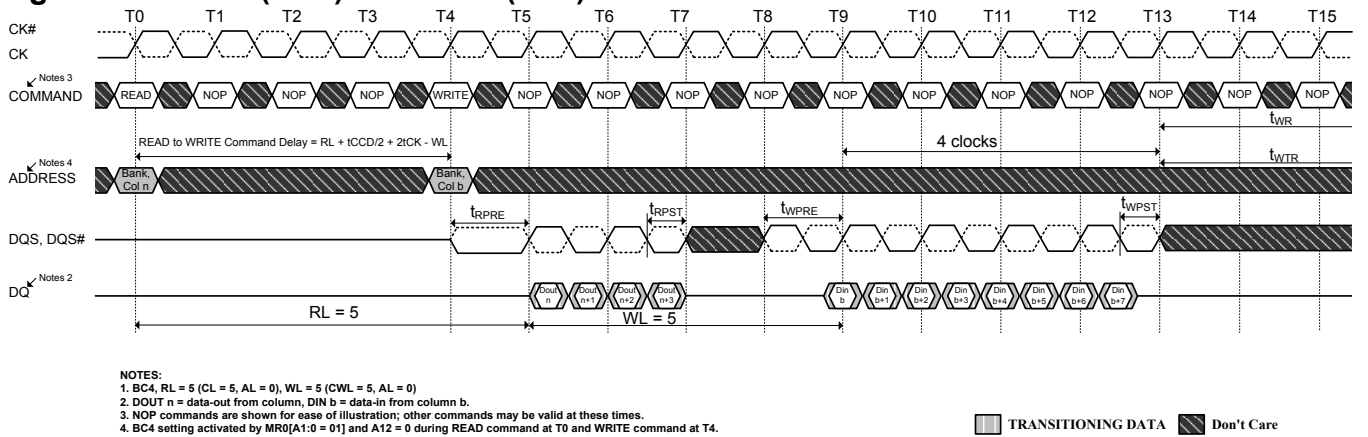 T0 T1 T2 T3 T4 T5 T6 T7 T8 T9 T10 T11 T12 T13 T14 T15
CK#
CK
Notes 3
COMMAND READ NOP NOP NOP WRITE NOP NOP NOP NOP NOP NOP NOP NOP NOP NOP NOP
tWR
READ to WRITE Command Delay = RL + tCCD/2 + 2tCK - WL
4 clocks
tWTR
Notes 4
ADDRESS
Bank, Col n
Bank, Col b
tRPRE tRPST tWPRE tWPST
DQS, DQS#
Notes 2
DQ
Dout n
Dout n+1
Dout n+2
Dout n+3
Din b
Din b+1
Din b+2
Din b+3
Din b+4
Din b+5
Din b+6
Din b+7
RL = 5 WL = 5
NOTES:
1. BC4, RL = 5 (CL = 5, AL = 0), WL = 5 (CWL = 5, AL = 0)
2. DOUT n = data-out from column, DIN b = data-in from column b.
3. NOP commands are shown for ease of illustration; other commands may be valid at these times.
4. BC4 setting activated by MR0[A1:0 = 01] and A12 = 0 during READ command at T0 and WRITE command at T4.
TRANSITIONING DATA Don't Care